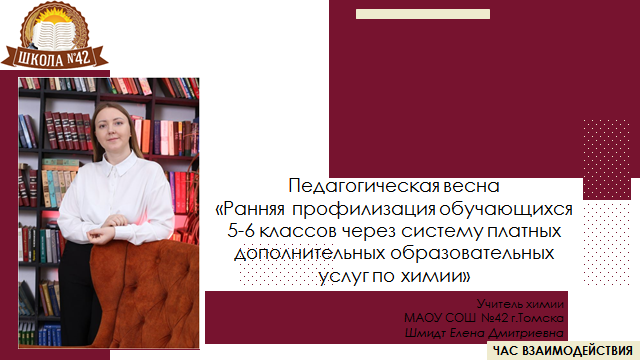 ШКОЛА №42
Педагогическая весна
«Ранняя профилизация обучающихся
5-6 классов через систему платных
дополнительных образовательных
услуг по химии»
Учитель химии
МАОУ СОШ №42 г.Томска
Шмидт Елена Дмитриевна
ЧАС ВЗАИМОДЕЙСТВИЯ